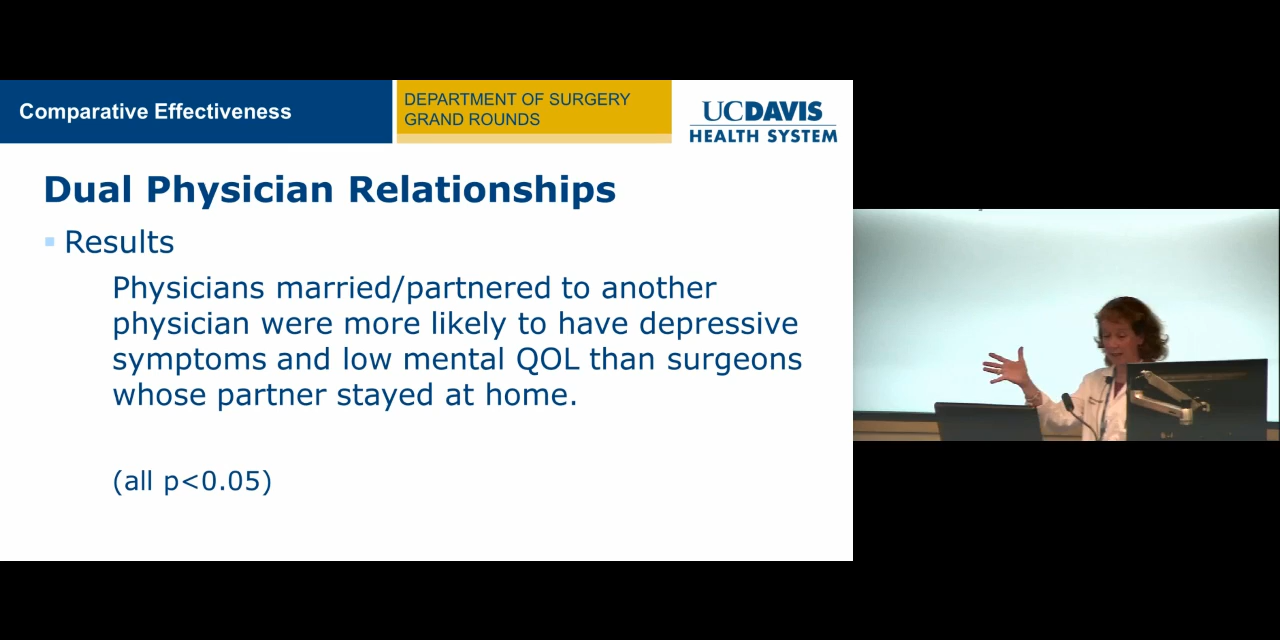 Comparative Effectiveness
DEPARTMENT OF SURGERY
GRAND ROUNDS
UCDAVIS
HEALTH SYSTEM
Dual Physician Relationships
Results
Physicians married/partnered to another
physician were more likely to have depressive
symptoms and low mental QOL than surgeons
whose partner stayed at home.
(all p<0.05)